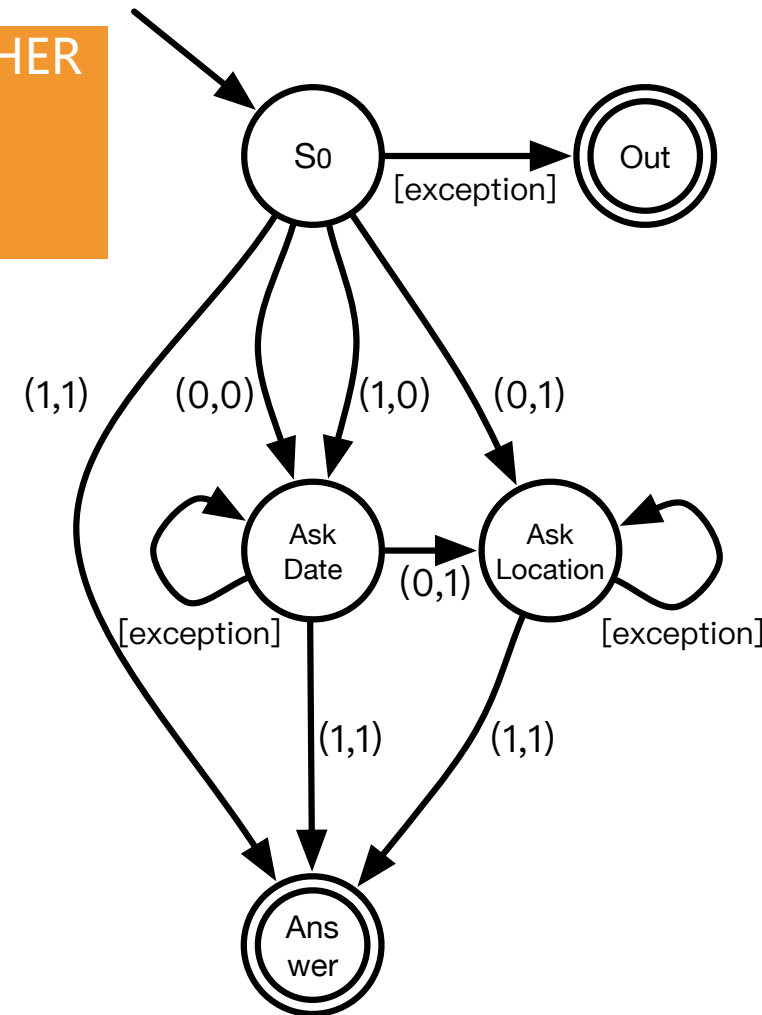 HER
S0
Out
[exception]
(1,1)
(0,0)
(1,0)
(0,1)
Ask
Date
Ask
Location
(0,1)
[exception]
[exception]
(1,1)
(1,1)
Ans
wer